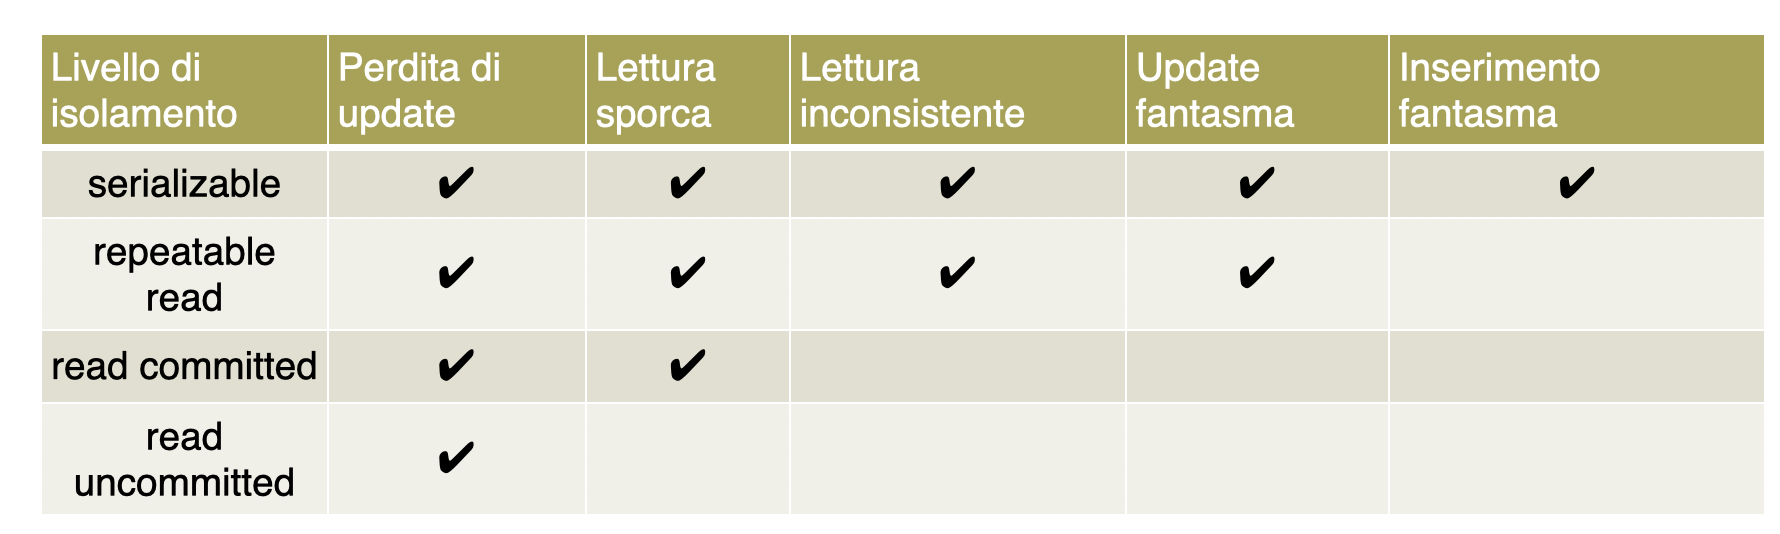 Livello di
isolamento
Perdita di
update
Lettura
sporca
Lettura
inconsistente
Update
fantasma
Inserimento
fantasma
serializable ✔ ✔ ✔ ✔ ✔
repeatable
read
✔ ✔ ✔ ✔
read committed ✔ ✔
read
uncommitted
✔